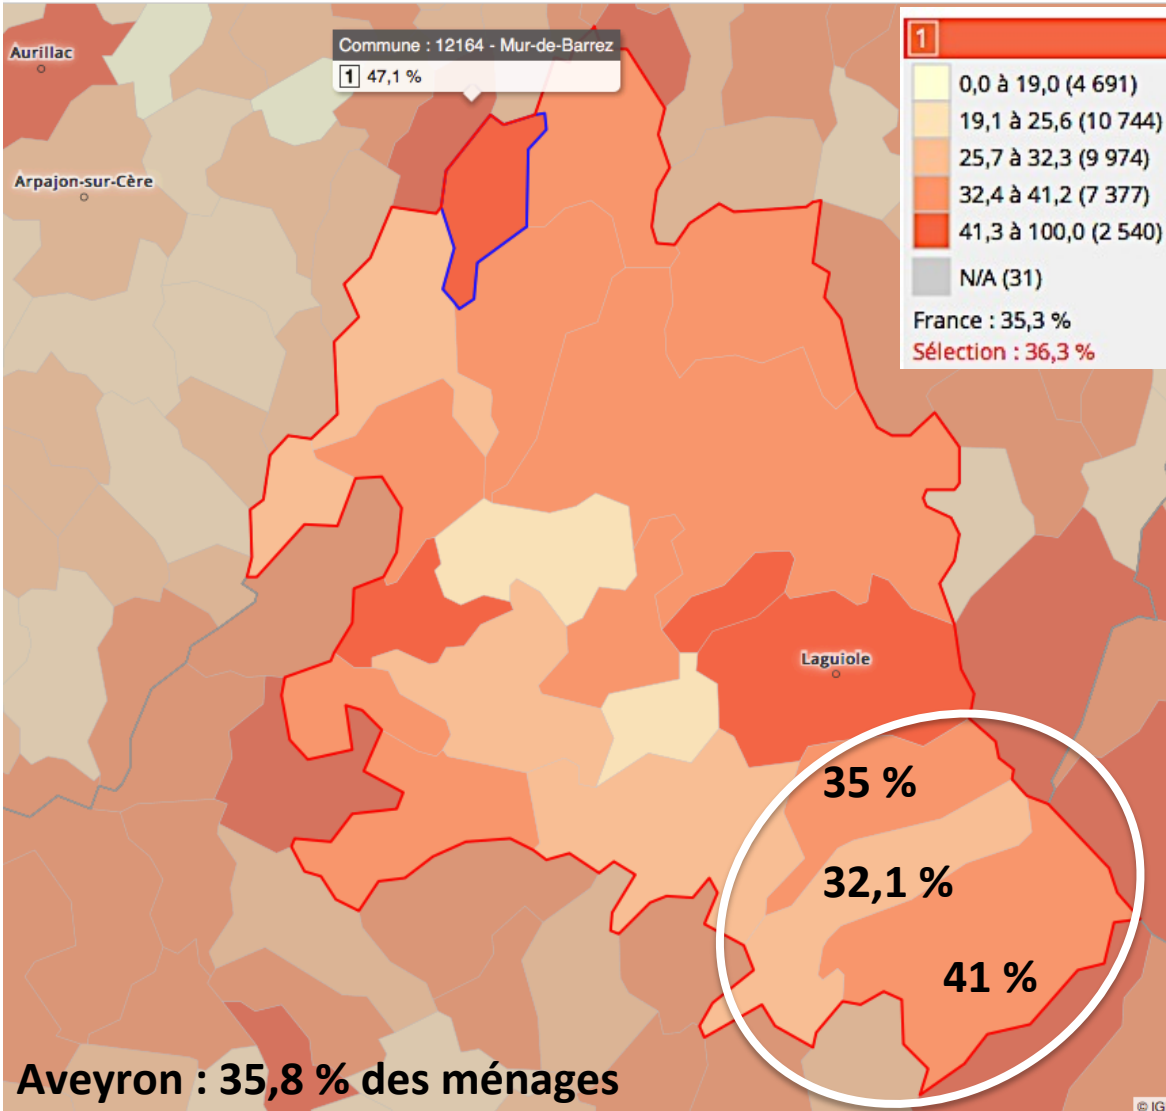 Aurillac
Commune : 12164 - Mur-de-Barrez
1 47,1 %
Arpajon-sur-Cère
1
0,0 à 19,0 (4 691)
19,1 à 25,6 (10 744)
25,7 à 32,3 (9 974)
32,4 à 41,2 (7 377)
41,3 à 100,0 (2 540)
N/A (31)
France : 35,3 %
Sélection : 36,3 %
Laguiole
35 %
32,1 %
41 %
Aveyron : 35,8 % des ménages
© IG